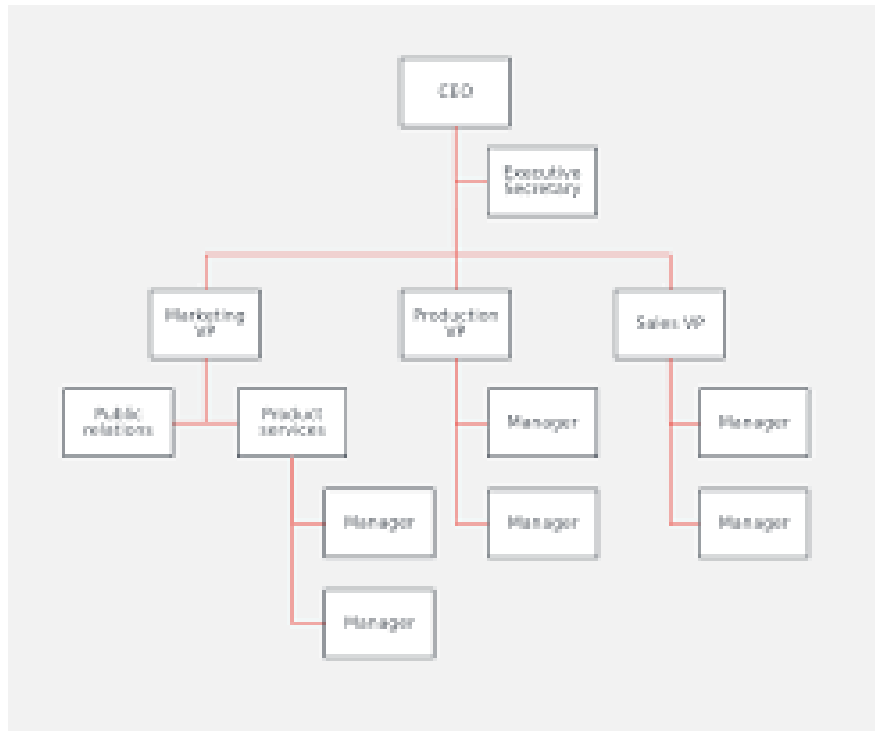 CEO
Executive
Secretary
Marketing
VP
Production
VP
Sales VP
Public
relations
Product
services
Manager
Manager
Manager
Manager
Manager
Manager